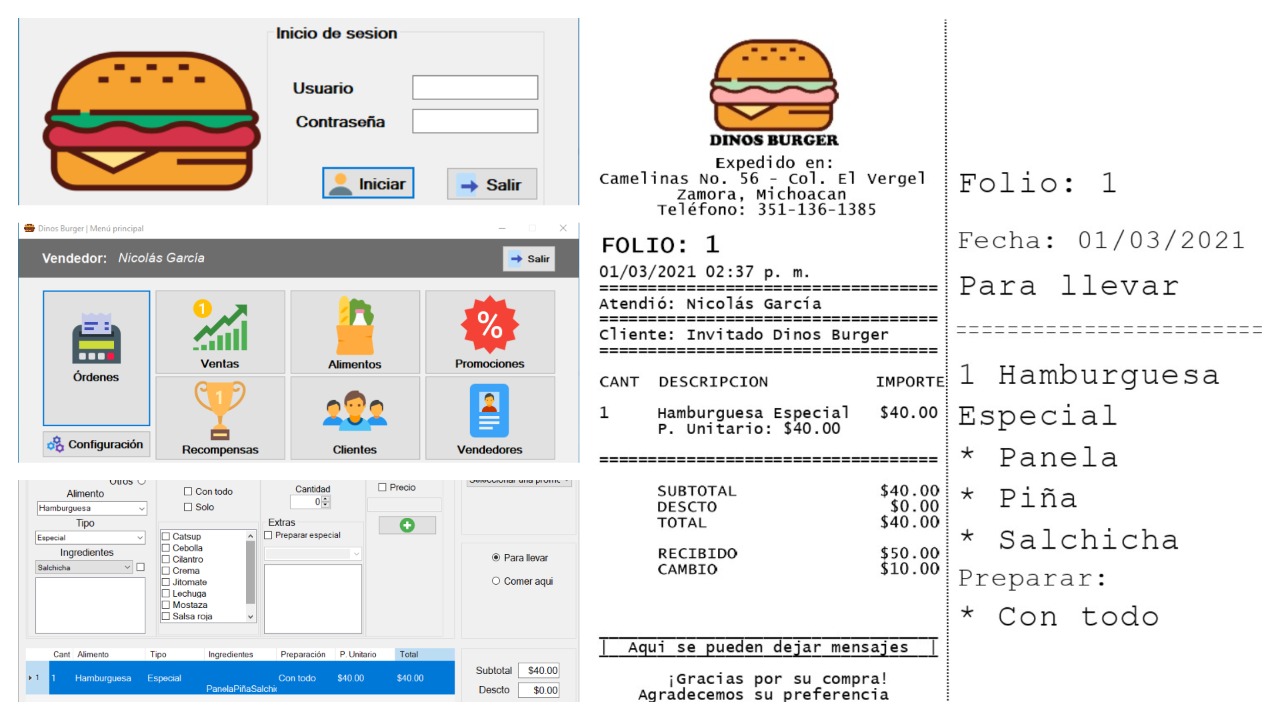 Inicio de sesion
Usuario
Contraseña
Iniciar
Salir
Dinos Burger | Menú principal
Vendedor: Nicolás García
Salir
Órdenes
1
Ventas
Alimentos
%
Promociones
Configuración
1
Recompensas
Clientes
Vendedores
Otros
Alimento
Hamburguesa
Tipo
Especial
Ingredientes
Salchicha
Con todo
Solo
Catsup
Cebolla
Cilantro
Crema
Jitomate
Lechuga
Mostaza
Salsa roja
Cantidad
0
Extras
Preparar especial
Precio
Seleccionar una prom
Para llevar
Comer aqui
Cant Alimento Tipo Ingredientes Preparación P. Unitario Total
1 1 Hamburguesa Especial PanelaPiñaSalchi Con todo $40.00 $40.00
Subtotal $40.00
Descto $0.00
DINOS BURGER
Expedido en:
Camelinas No. 56 - Col. El Vergel
Zamora, Michoacan
Teléfono: 351-136-1385
FOLIO: 1
01/03/2021 02:37 p. m.
===================================
Atendió: Nicolás García
===================================
Cliente: Invitado Dinos Burger
===================================
CANT DESCRIPCION IMPORTE
1 Hamburguesa Especial $40.00
P. Unitario: $40.00
===================================
SUBTOTAL $40.00
DESCTO $0.00
TOTAL $40.00
RECIBIDO $50.00
CAMBIO $10.00
| Aqui se pueden dejar mensajes |
¡Gracias por su compra!
Agradecemos su preferencia
Folio: 1
Fecha: 01/03/2021
Para llevar
========================
1 Hamburguesa
Especial
* Panela
* Piña
* Salchicha
Preparar:
* Con todo